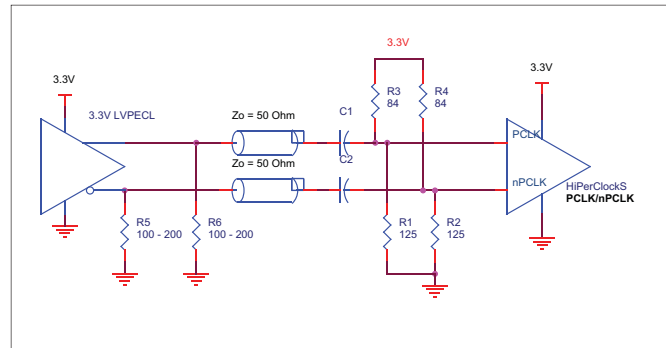 3.3V
3.3V
3.3V
3.3V LVPECL
Zo = 50 Ohm
C1
R3
84
R4
84
Zo = 50 Ohm
C2
PCLK
nPCLK
HiPerClockS
PCLK/nPCLK
R5
100 - 200
R6
100 - 200
R1
125
R2
125